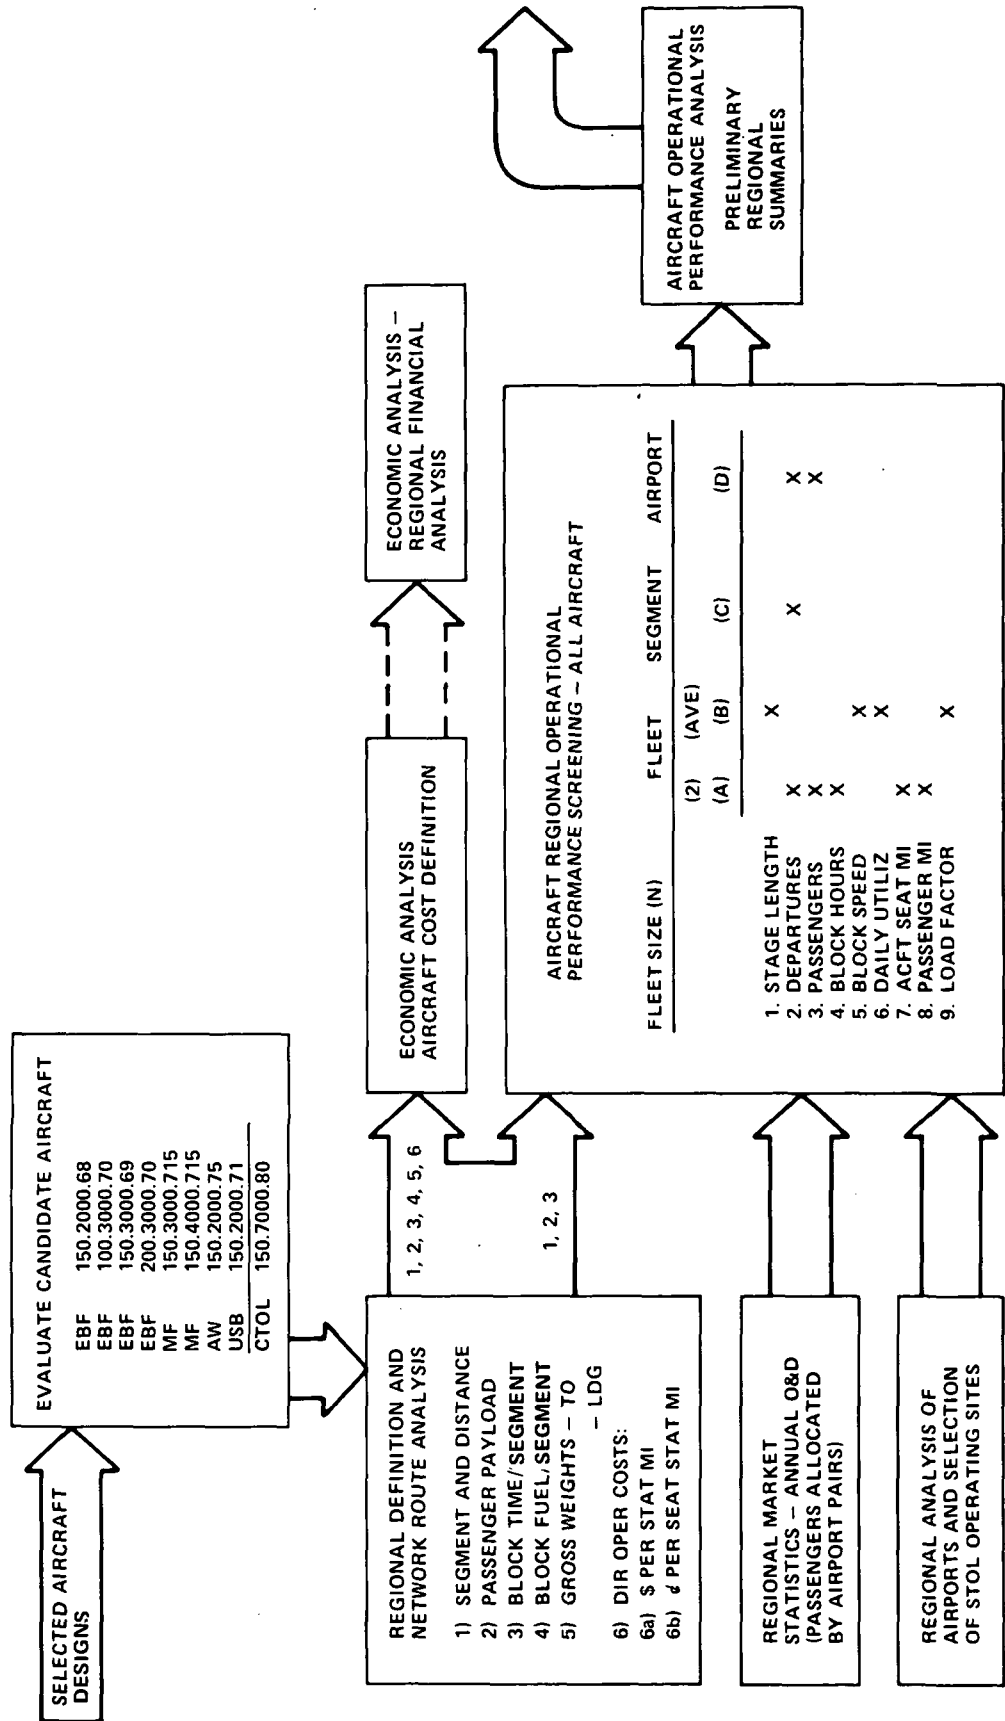 SELECTED AIRCRAFT
DESIGNS
EVALUATE CANDIDATE AIRCRAFT
EBF 150.2000.68
EBF 100.3000.70
EBF 150.3000.69
EBF 200.3000.70
MF 150.3000.715
MF 150.4000.715
AW 150.2000.75
USB 150.2000.71
CTOL 150.7000.80
REGIONAL DEFINITION AND
NETWORK ROUTE ANALYSIS
1) SEGMENT AND DISTANCE
2) PASSENGER PAYLOAD
3) BLOCK TIME/SEGMENT
4) BLOCK FUEL/SEGMENT
5) GROSS WEIGHTS – TO
– LDG
6) DIR OPER COSTS:
6a) $ PER STAT MI
6b) ¢ PER SEAT STAT MI
1, 2, 3, 4, 5, 6
1, 2, 3
ECONOMIC ANALYSIS
AIRCRAFT COST DEFINITION
ECONOMIC ANALYSIS –
REGIONAL FINANCIAL
ANALYSIS
REGIONAL MARKET
STATISTICS – ANNUAL O&D
(PASSENGERS ALLOCATED
BY AIRPORT PAIRS)
REGIONAL ANALYSIS OF
AIRPORTS AND SELECTION
OF STOL OPERATING SITES
AIRCRAFT REGIONAL OPERATIONAL
PERFORMANCE SCREENING – ALL AIRCRAFT
FLEET SIZE (N) FLEET SEGMENT AIRPORT
(2) (AVE)
(A) (B) (C) (D)
1. STAGE LENGTH X
2. DEPARTURES X X X
3. PASSENGERS X X
4. BLOCK HOURS X
5. BLOCK SPEED X
6. DAILY UTILIZ X
7. ACFT SEAT MI X
8. PASSENGER MI X
9. LOAD FACTOR X
AIRCRAFT OPERATIONAL
PERFORMANCE ANALYSIS
PRELIMINARY
REGIONAL
SUMMARIES